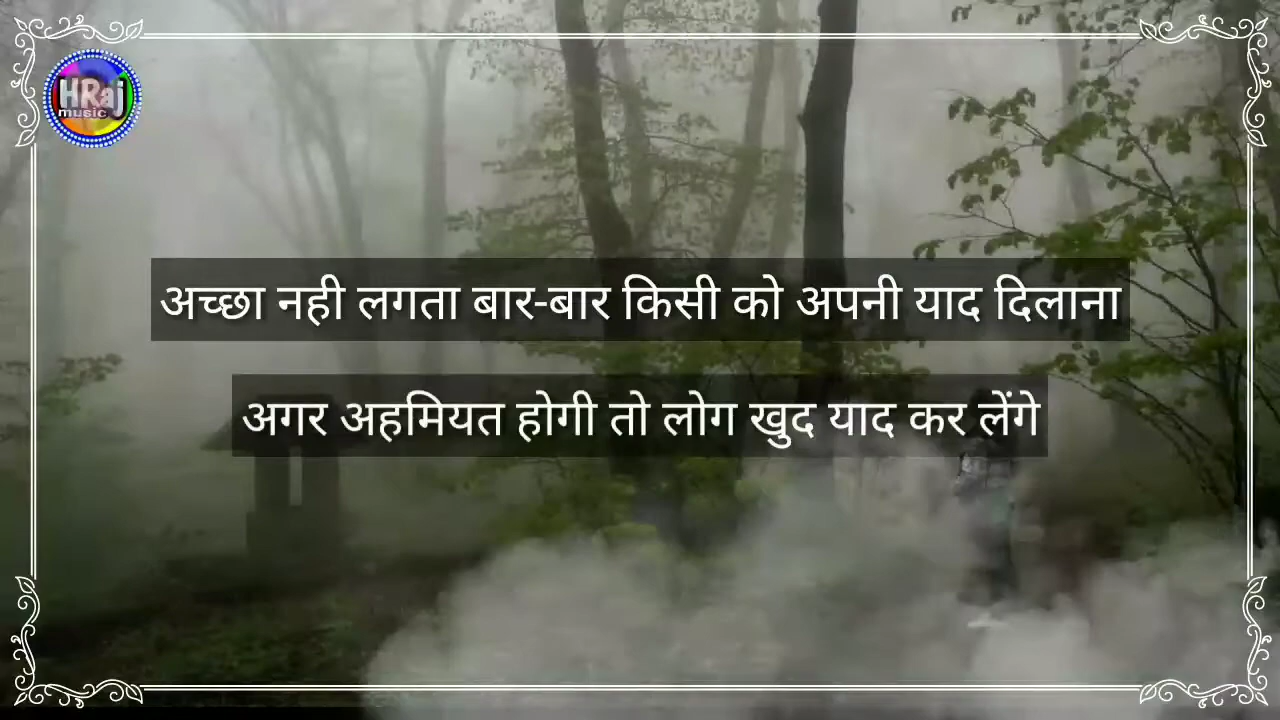 HRaj
music
अच्छा नही लगता बार-बार किसी को अपनी याद दिलाना
अगर अहमियत होगी तो लोग खुद याद कर लेंगे